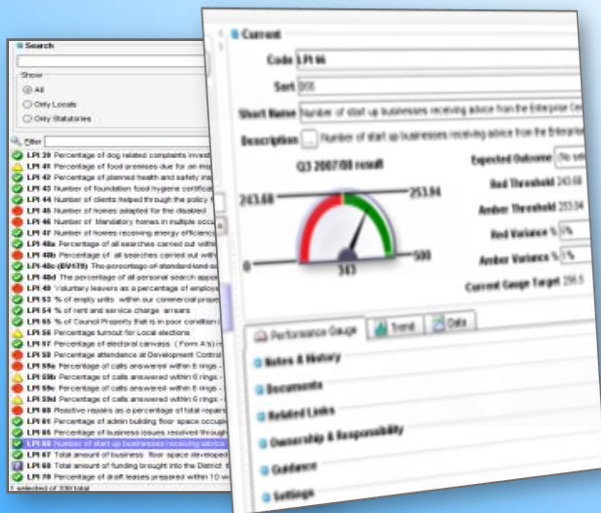 Search
Show
All
Only Locals
Only Statutories
Filter
LPI 39 Percentage of dog related complaints invest
LPI 41 Percentage of food premises due for an insp
LPI 42 Percentage of planned health and safety ins
LPI 43 Number of foundation food hygiene certifica
LPI 44 Number of clients helped through the policy f
LPI 45 Number of homes adapted for the disabled
LPI 46 Number of Mandatory homes in multiple occu
LPI 47 Number of homes receiving energy efficienc
LPI 48a Percentage of all searches carried out withi
LPI 48b Percentage of all searches carried out with
LPI 48c (BV179) The percentage of standard land se
LPI 48d The percentage of all personal search appoi
LPI 49 Voluntary leavers as a percentage of employe
LPI 53 % of empty units within our commercial prope
LPI 54 % of rent and service charge arrears
LPI 55 % of Council Property that is in poor condition (
LPI 56 Percentage turnout for Local elections
LPI 57 Percentage of electoral canvass (Form A's) r
LPI 58 Percentage attendance at Development Control
LPI 59a Percentage of calls answered within 6 rings -
LPI 59b Percentage of calls answered within 6 rings -
LPI 59c Percentage of calls answered within 6 rings -
LPI 59d Percentage of calls answered within 6 rings -
LPI 60 Reactive repairs as a percentage of total repairs
LPI 61 Percentage of admin building floor space occupi
LPI 65 Percentage of business issues resolved through
LPI 66 Number of start up businesses receiving advice
LPI 67 Total amount of business floor space developed
LPI 68 Total amount of funding brought into the District
LPI 70 Percentage of draft leases prepared within 10 w
1 selected of 338 total
Current
Code LPI 66
Sort 066
Short Name Number of start up businesses receiving advice from the Enterprise Cen
Description ... Number of start up businesses receiving advice from the Enterprise
Q3 2007/08 result
Expected Outcome (No sel
243.68
253.94
0
500
343
Red Threshold 243.68
Amber Threshold 253.94
Red Variance % 5%
Amber Variance % 1%
Current Gauge Target 256.5
Performance Gauge Trend Data
Notes & History
Documents
Related Links
Ownership & Responsibility
Guidance
Settings